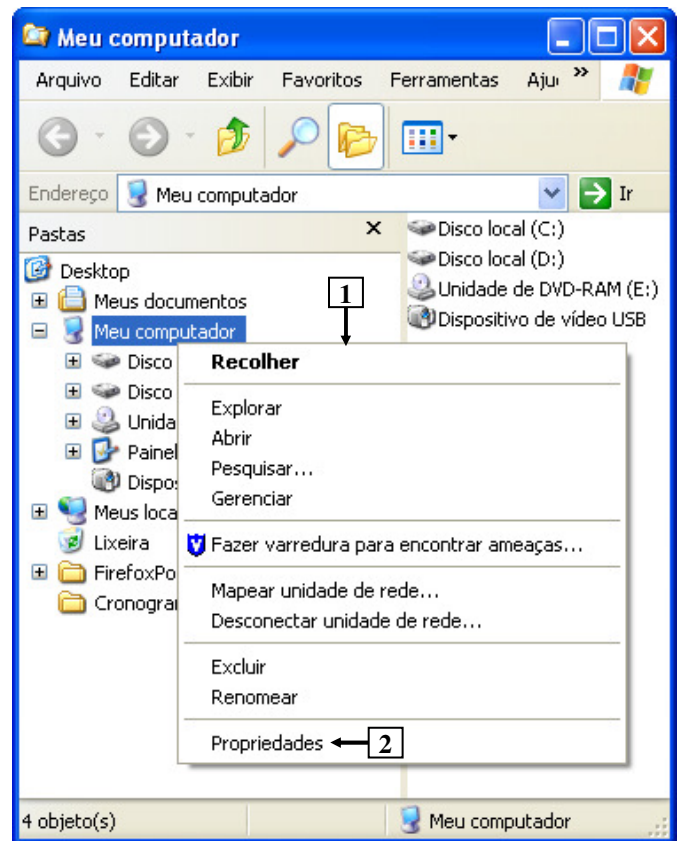 Meu computador
Arquivo Editar Exibir Favoritos Ferramentas Aju »
Endereço Meu computador Ir
Pastas x
Desktop
Meus documentos
Meu computador
Disco
Disco
Unida
Painel
Dispos
Meus loca
Lixeira
FirefoxPo
Cronogra
Disco local (C:)
Disco local (D:)
Unidade de DVD-RAM (E:)
Dispositivo de vídeo USB
1
Recolher
Explorar
Abrir
Pesquisar...
Gerenciar
Fazer varredura para encontrar ameaças...
Mapear unidade de rede...
Desconectar unidade de rede...
Excluir
Renomear
Propriedades 2
4 objeto(s) Meu computador